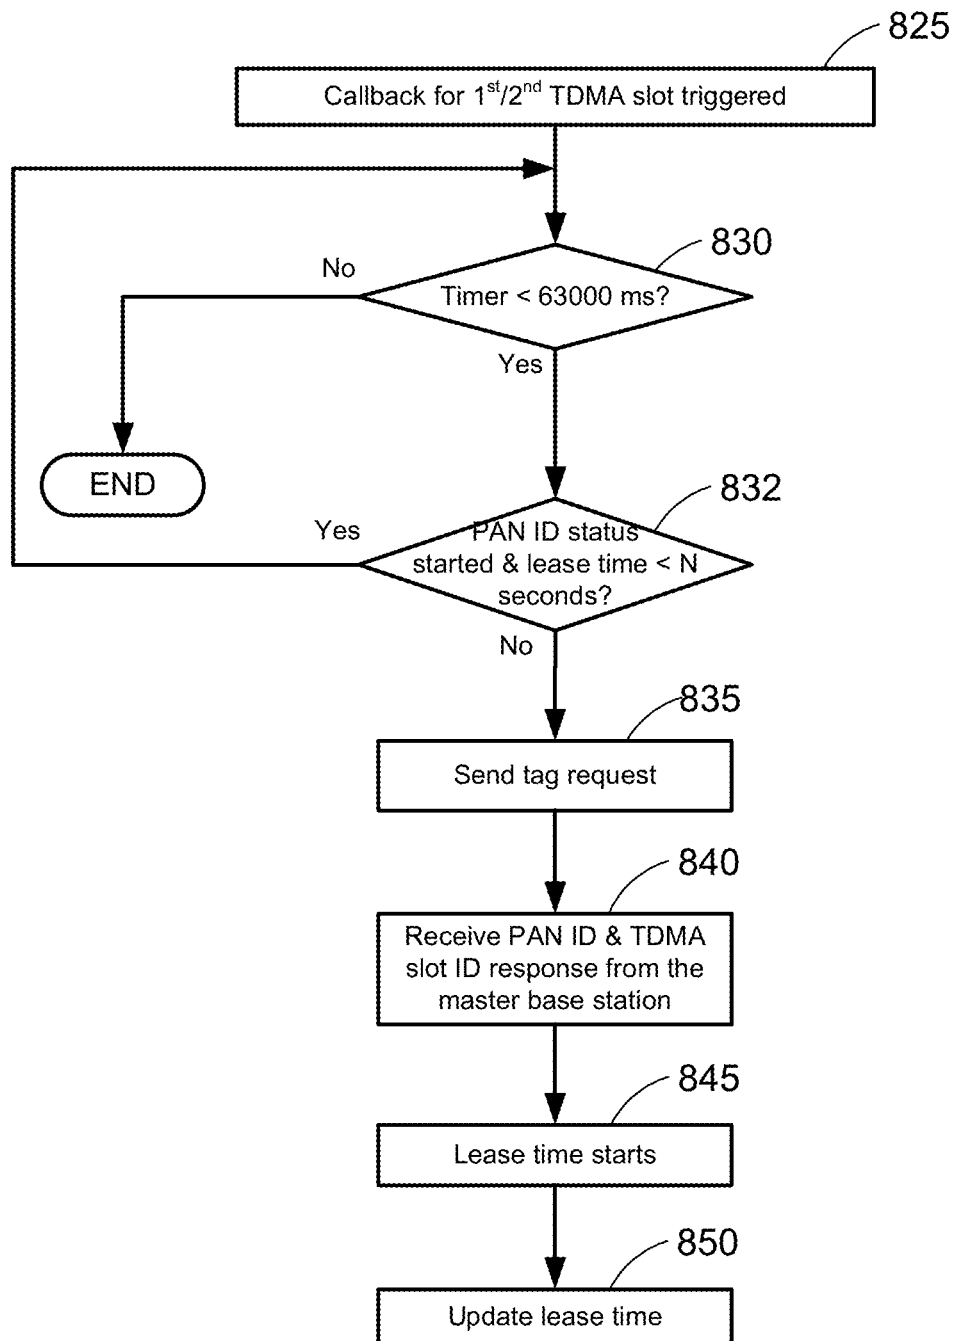 825
Callback for 1st/2nd TDMA slot triggered
830
No
Timer < 63000 ms?
Yes
END
832
Yes
PAN ID status
started & lease time < N
seconds?
No
835
Send tag request
840
Receive PAN ID & TDMA
slot ID response from the
master base station
845
Lease time starts
850
Update lease time